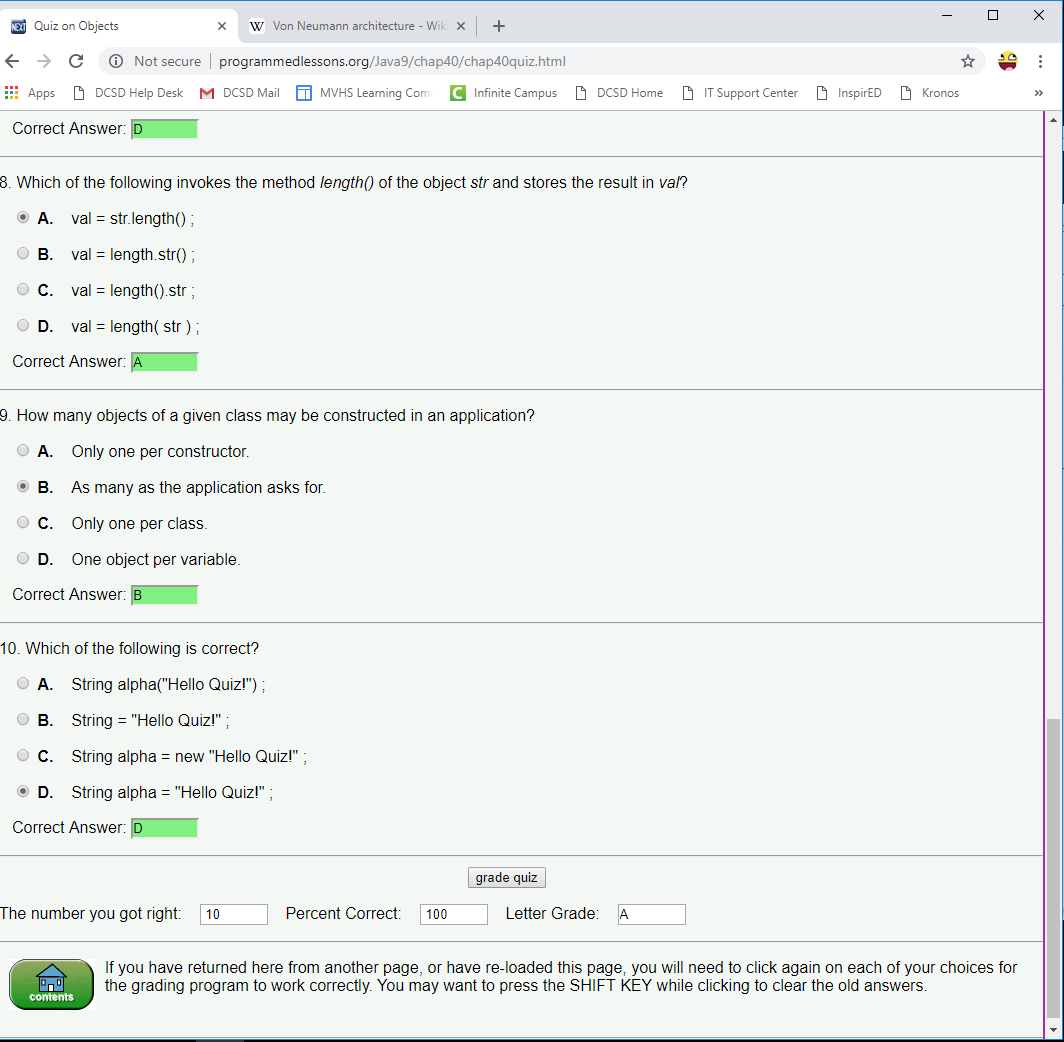 Quiz on Objects
Von Neumann architecture - Wik
Not secure | programmedlessons.org/Java9/chap40/chap40quiz.html
Apps DCSD Help Desk DCSD Mail MVHS Learning Com Infinite Campus DCSD Home IT Support Center InspirED Kronos »
Correct Answer: D
8. Which of the following invokes the method length() of the object str and stores the result in val?
A. val = str.length() ;
B. val = length.str() ;
C. val = length().str ;
D. val = length( str ) ;
Correct Answer: A
9. How many objects of a given class may be constructed in an application?
A. Only one per constructor.
B. As many as the application asks for.
C. Only one per class.
D. One object per variable.
Correct Answer: B
10. Which of the following is correct?
A. String alpha("Hello Quiz!") ;
B. String = "Hello Quiz!" ;
C. String alpha = new "Hello Quiz!" ;
D. String alpha = "Hello Quiz!" ;
Correct Answer: D
grade quiz
The number you got right: 10 Percent Correct: 100 Letter Grade: A
If you have returned here from another page, or have re-loaded this page, you will need to click again on each of your choices for
the grading program to work correctly. You may want to press the SHIFT KEY while clicking to clear the old answers.
contents